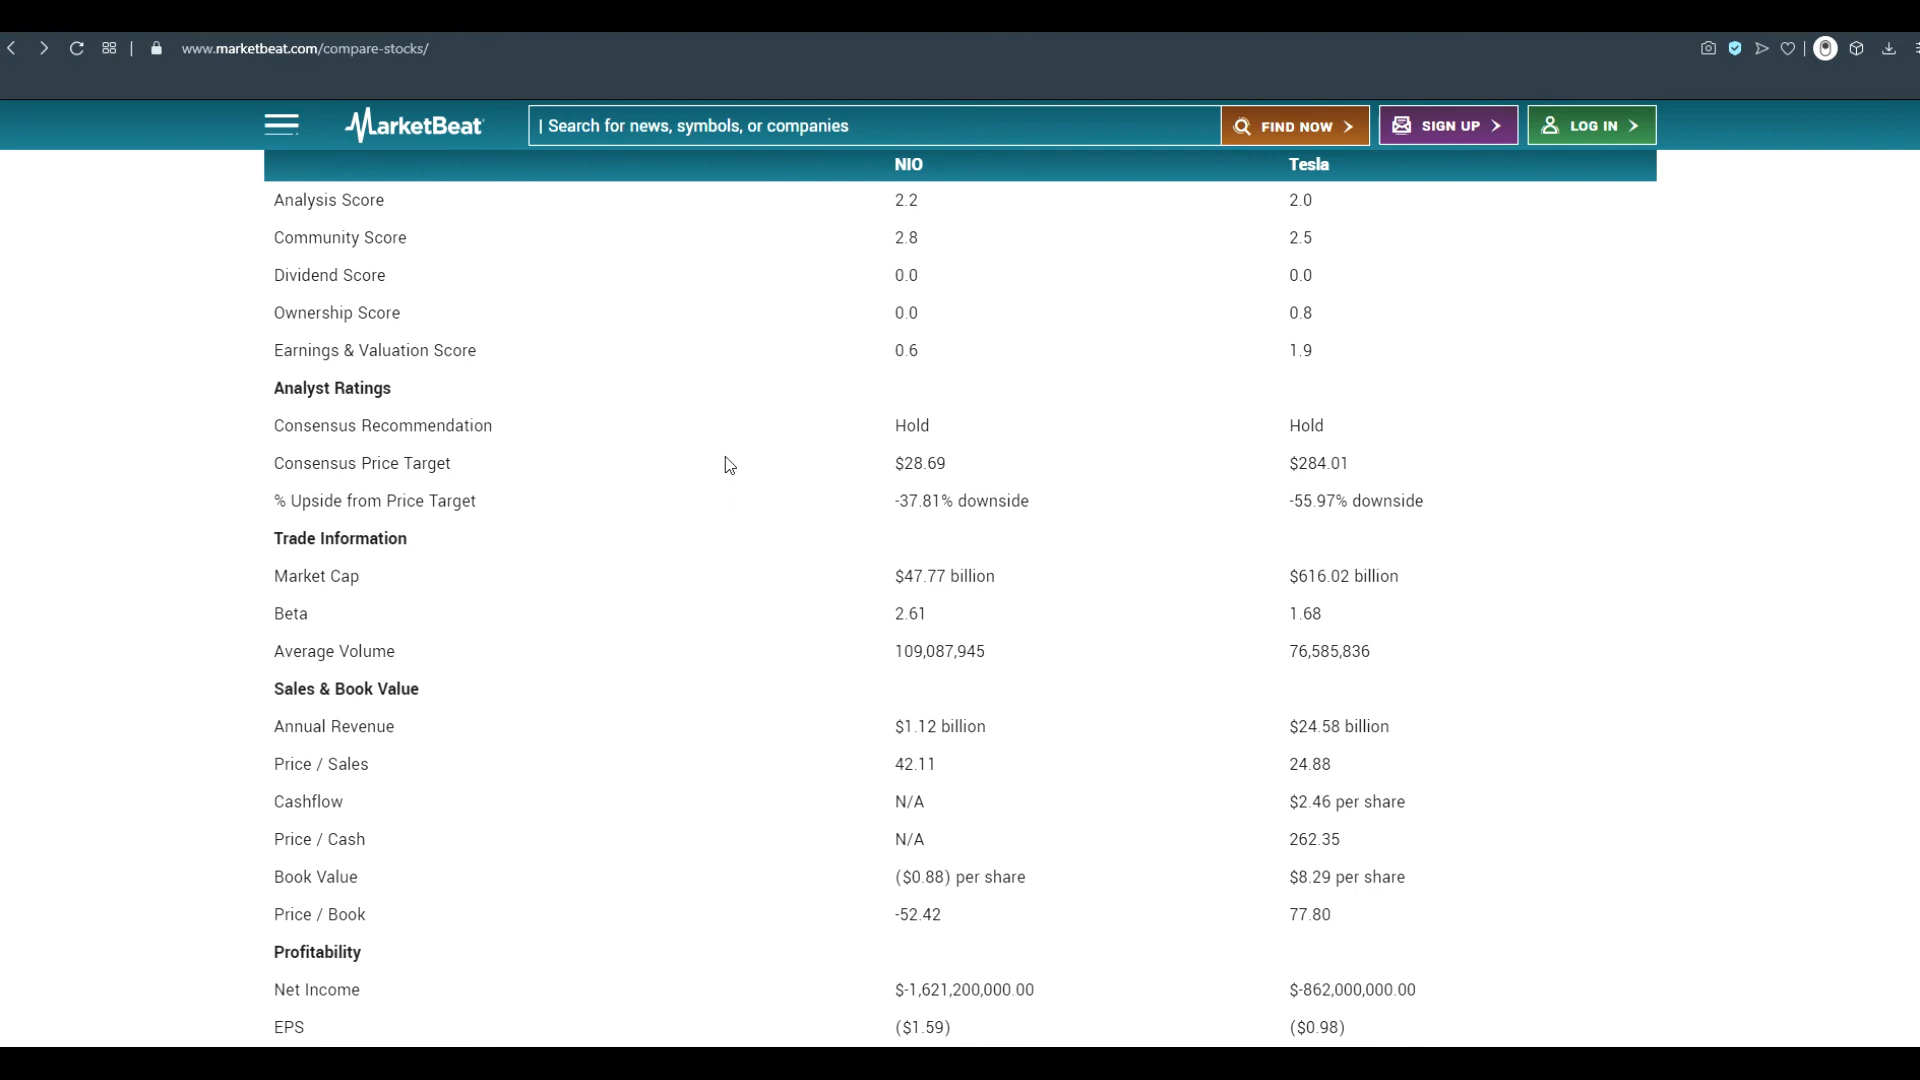 www.marketbeat.com/compare-stocks/
MarketBeat
Search for news, symbols, or companies
FIND NOW
SIGN UP
LOG IN
NIO Tesla
Analysis Score 2.2 2.0
Community Score 2.8 2.5
Dividend Score 0.0 0.0
Ownership Score 0.0 0.8
Earnings & Valuation Score 0.6 1.9
Analyst Ratings
Consensus Recommendation Hold Hold
Consensus Price Target $28.69 $284.01
% Upside from Price Target -37.81% downside -55.97% downside
Trade Information
Market Cap $47.77 billion $616.02 billion
Beta 2.61 1.68
Average Volume 109,087,945 76,585,836
Sales & Book Value
Annual Revenue $1.12 billion $24.58 billion
Price / Sales 42.11 24.88
Cashflow N/A $2.46 per share
Price / Cash N/A 262.35
Book Value ($0.88) per share $8.29 per share
Price / Book -52.42 77.80
Profitability
Net Income $-1,621,200,000.00 $-862,000,000.00
EPS ($1.59) ($0.98)